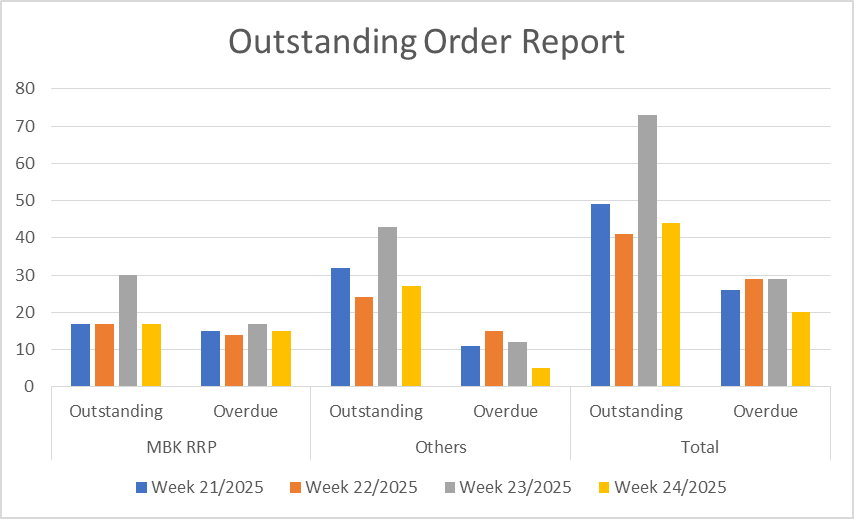 Outstanding Order Report
80
70
60
50
40
30
20
10
0
Outstanding Overdue Outstanding Overdue Outstanding Overdue
MBK RRP Others Total
Week 21/2025 Week 22/2025 Week 23/2025 Week 24/2025